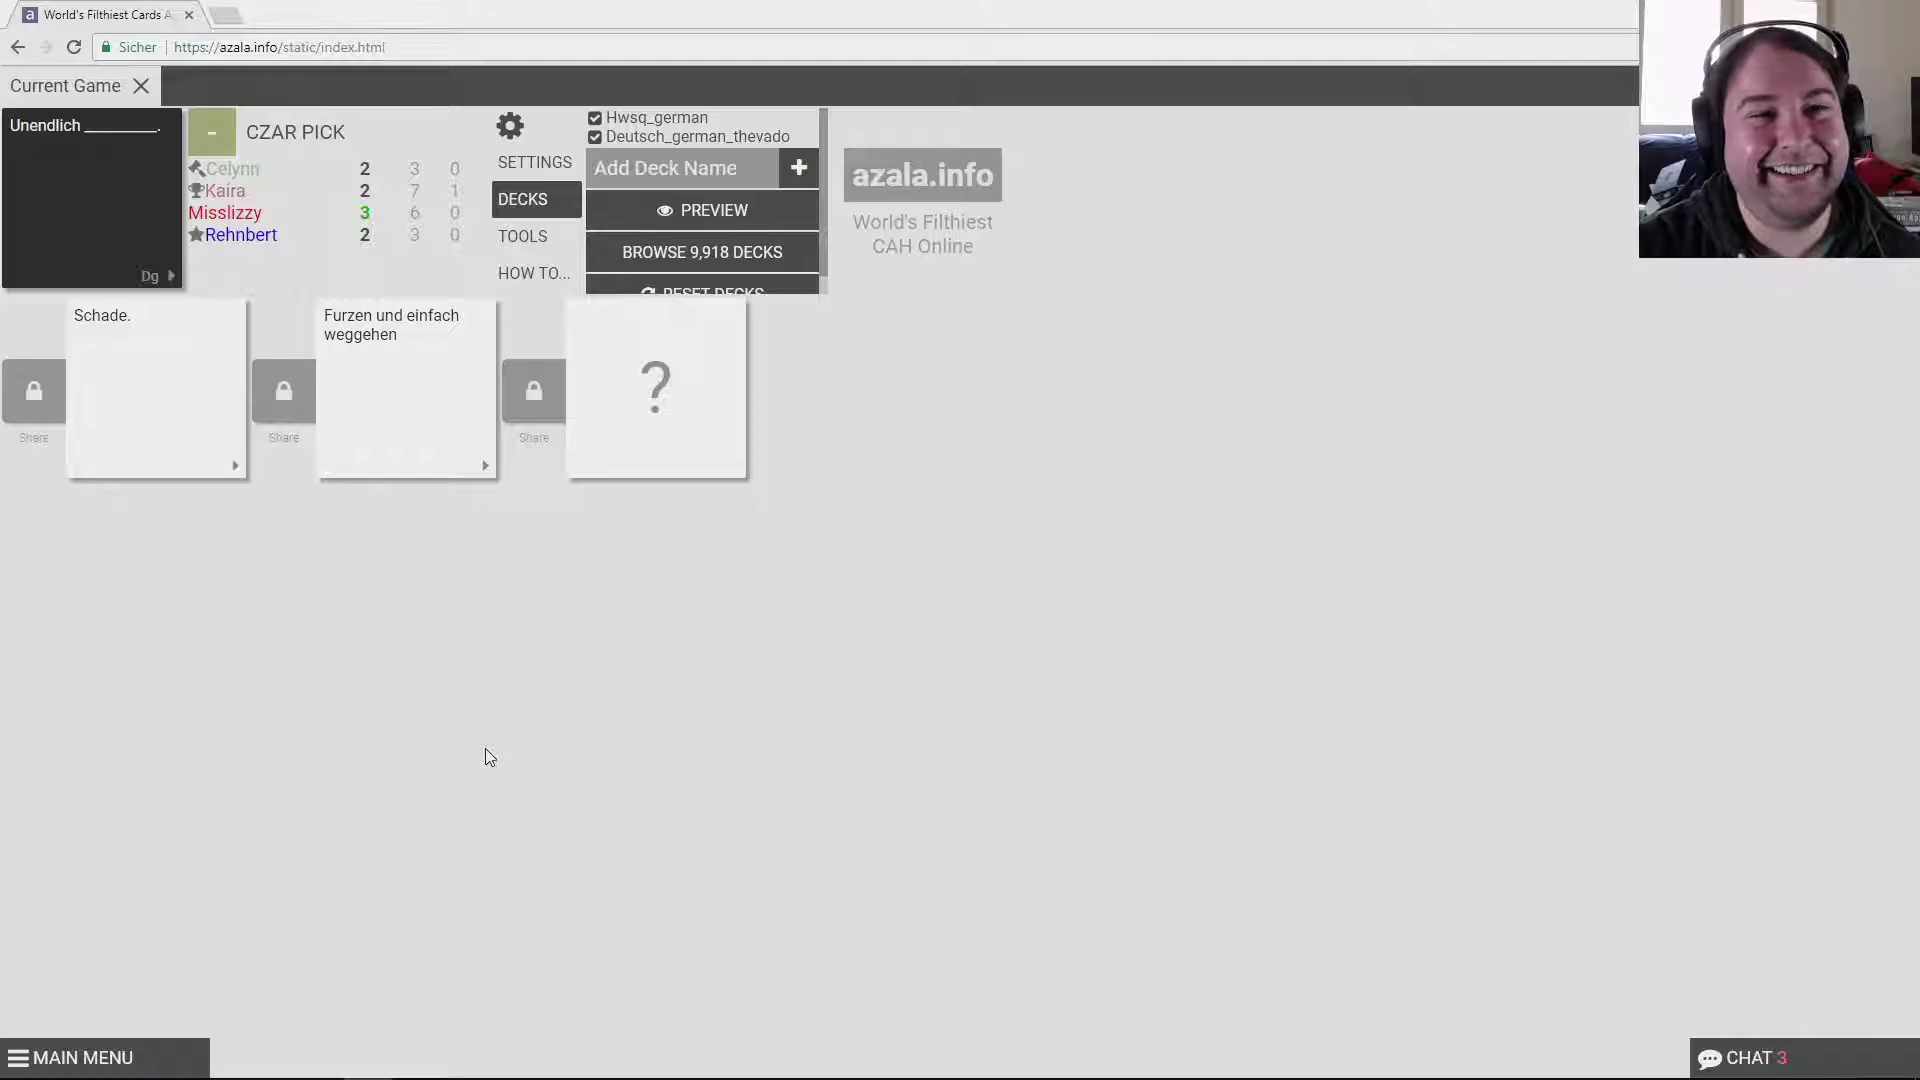 World's Filthiest Cards A
Sicher
https://azala.info/static/index.html
Current Game
Unendlich ________.
Dg
- CZAR PICK
Celynn 2 3 0
Kaira 2 7 1
Misslizzy 3 6 0
Rehnbert 2 3 0
SETTINGS
DECKS
TOOLS
HOW TO...
Hwsq_german
Deutsch_german_thevado
Add Deck Name +
PREVIEW
BROWSE 9,918 DECKS
RESET DECKS
azala.info
World's Filthiest
CAH Online
Share
Schade.
Share
Furzen und einfach
weggehen
Share
?
MAIN MENU
CHAT 3